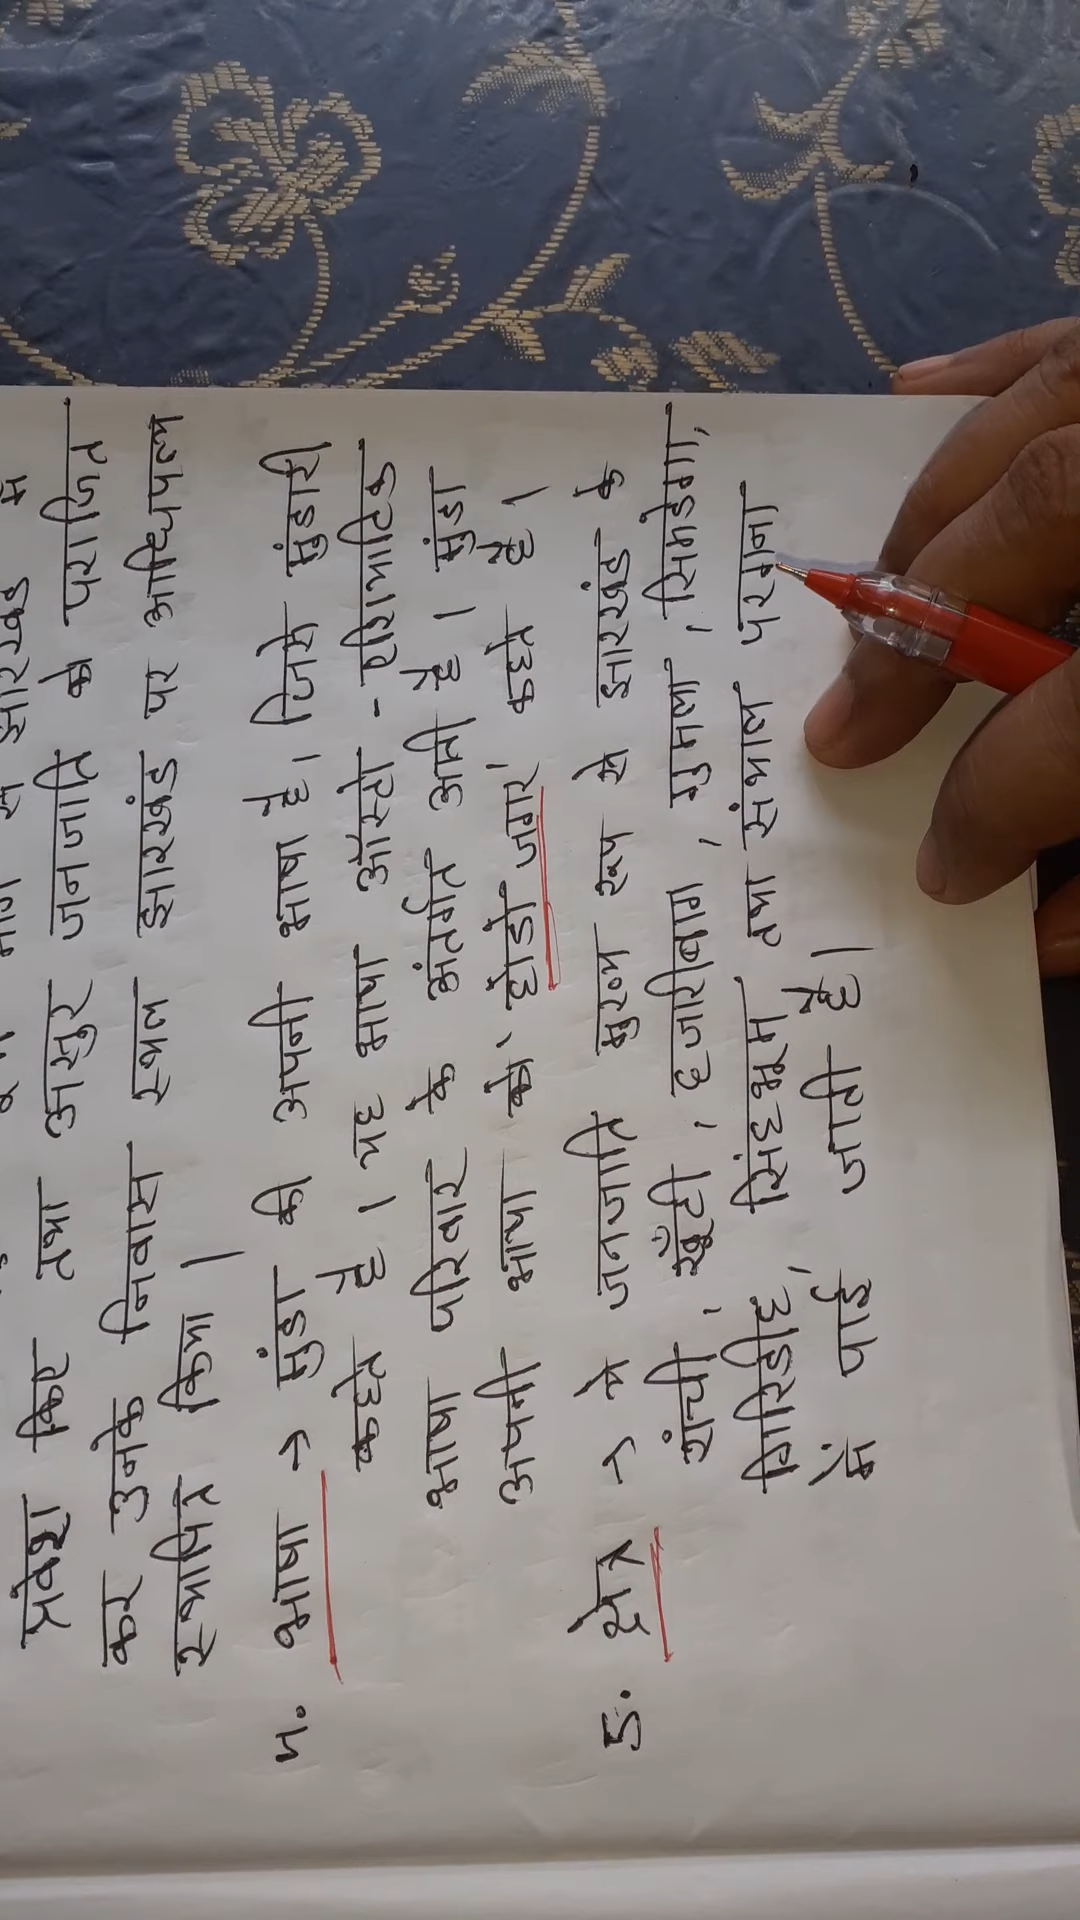 झारखंड में
प्रवेश किए तथा असुर जनजाति को पराजित
कर उनके निवास स्थल झारखंड पर आधिपत्य
स्थापित किया।
4. भाषा → मुंडा की अपनी भाषा है। जिसे मुंडारी
कहते हैं। यह भाषा ऑस्ट्रो-एशियाटिक
भाषा परिवार के अंतर्गत आती है। मुंडा
अपनी भाषा को 'होड़ो जगर' कहते हैं।
5. क्षेत्र → ये जनजाति मुख्य रूप से झारखंड के
रांची, खूँटी, हजारीबाग, गुमला, सिमडेगा,
गिरिडीह, सिंहभूम तथा संथाल परगना
में पाई जाती है।